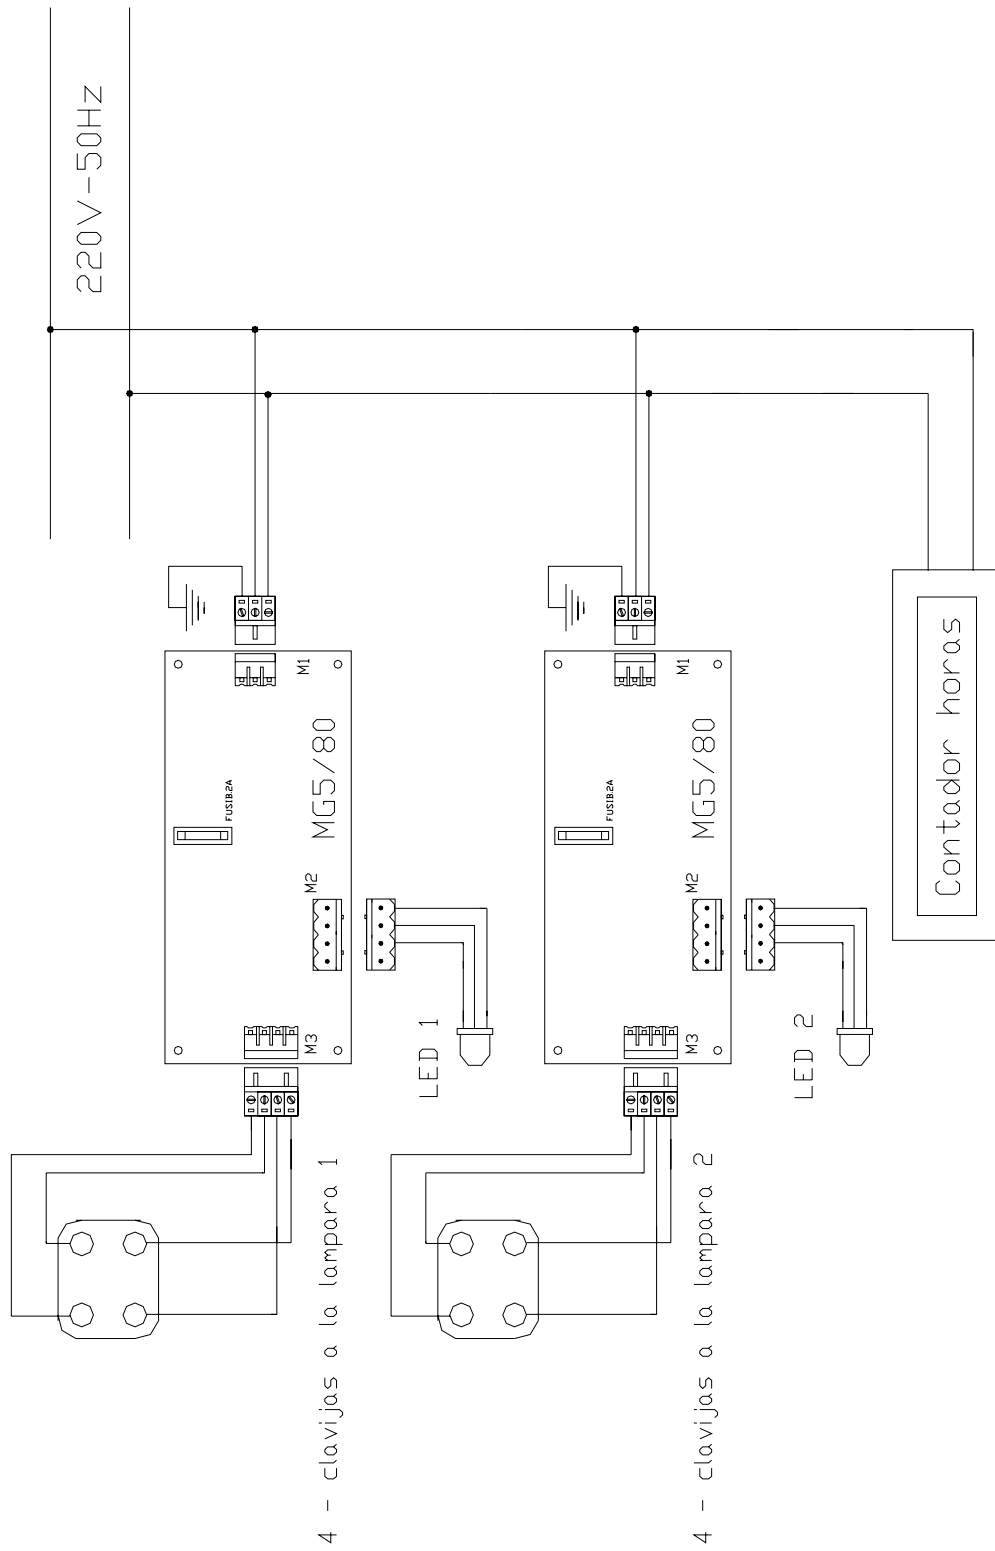 220V-50Hz
M1
FUSIB.2A
MG5/80
M2
M3
LED 1
4 - clavijas a la lampara 1
M1
FUSIB.2A
MG5/80
M2
M3
LED 2
4 - clavijas a la lampara 2
Contador horas